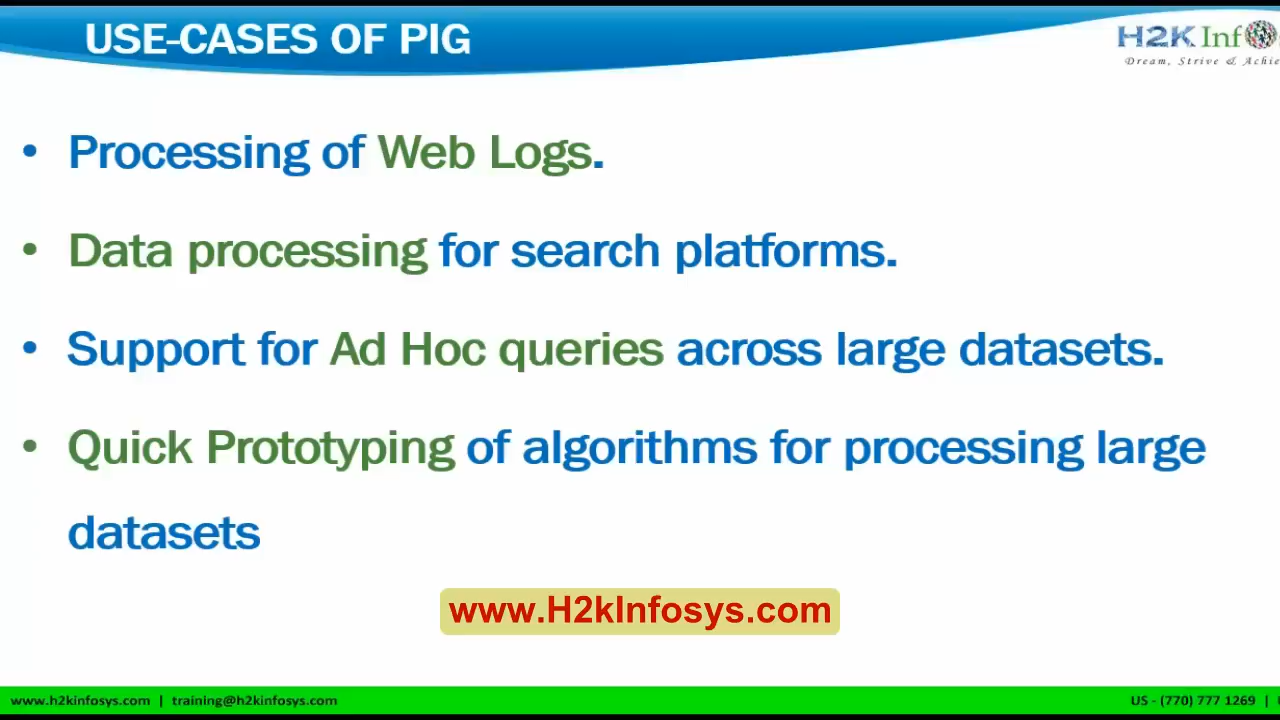 USE-CASES OF PIG
H2K Inf
Dream, Strive & Achie
• Processing of Web Logs.
• Data processing for search platforms.
• Support for Ad Hoc queries across large datasets.
• Quick Prototyping of algorithms for processing large
datasets
www.H2kInfosys.com
www.h2kinfosys.com | training@h2kinfosys.com
US - (770) 777 1269 |